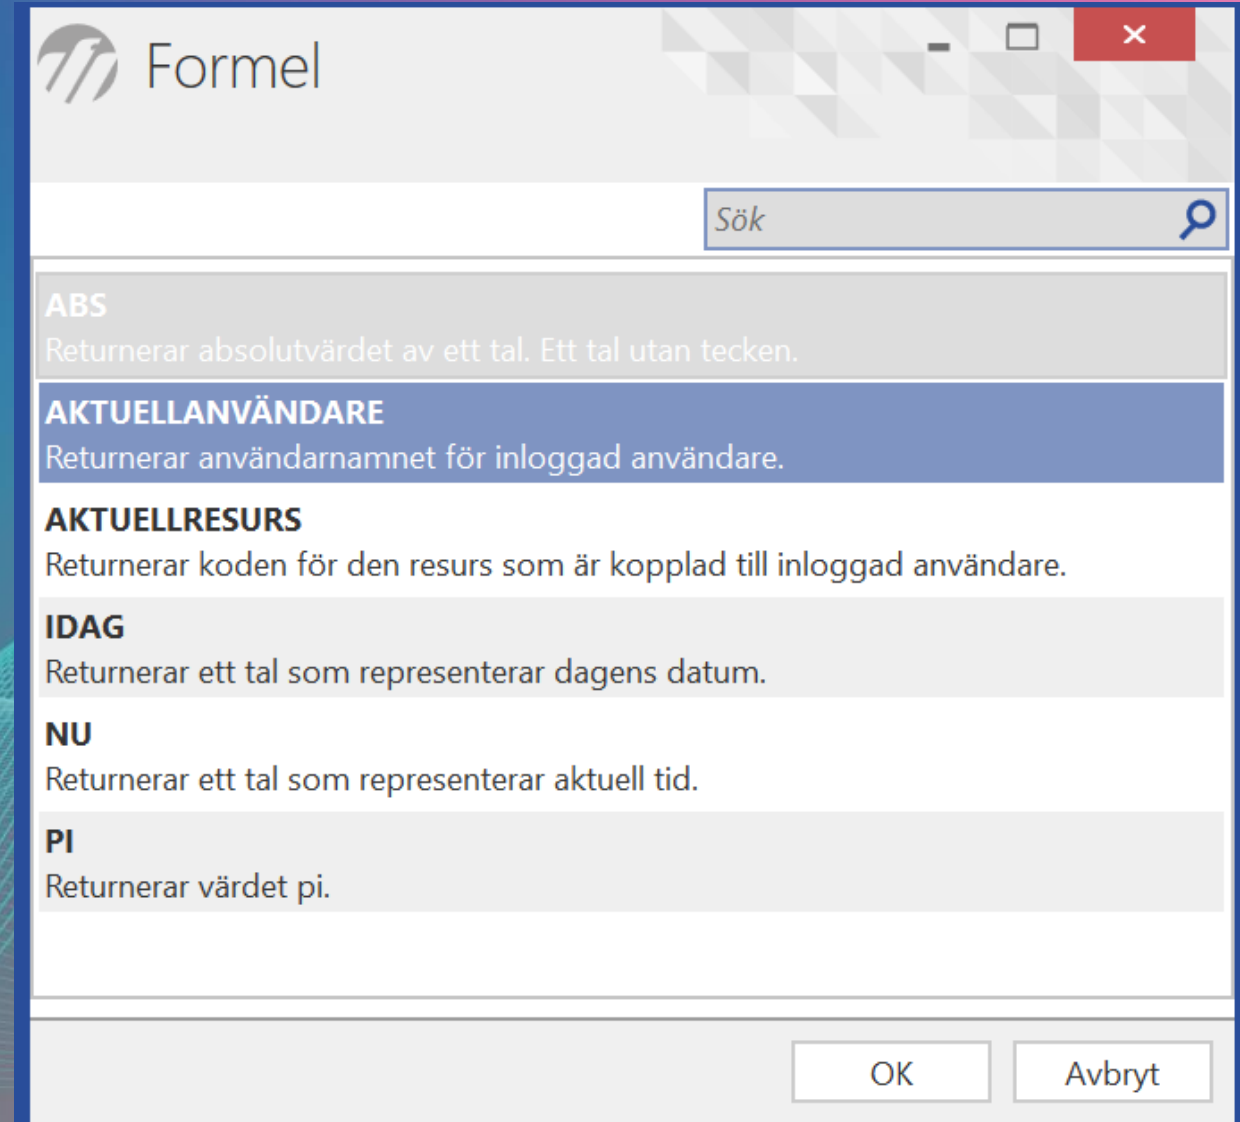 Formel
Sök
ABS
Returnerar absolutvärdet av ett tal. Ett tal utan tecken.
AKTUELLANVÄNDARE
Returnerar användarnamnet för inloggad användare.
AKTUELLRESURS
Returnerar koden för den resurs som är kopplad till inloggad användare.
IDAG
Returnerar ett tal som representerar dagens datum.
NU
Returnerar ett tal som representerar aktuell tid.
PI
Returnerar värdet pi.
OK
Avbryt